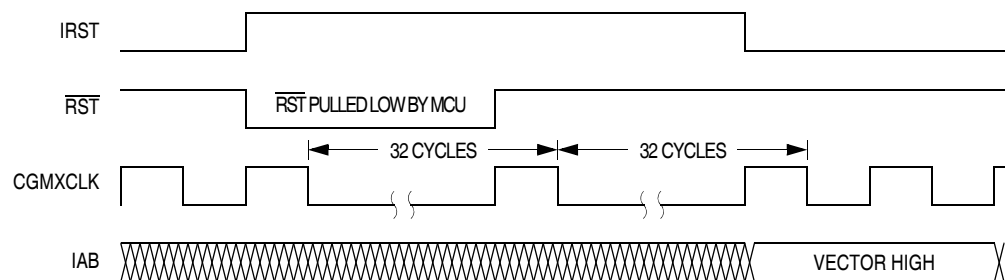 IRST
RST
RST PULLED LOW BY MCU
32 CYCLES 32 CYCLES
CGMXCLK
IAB
VECTOR HIGH